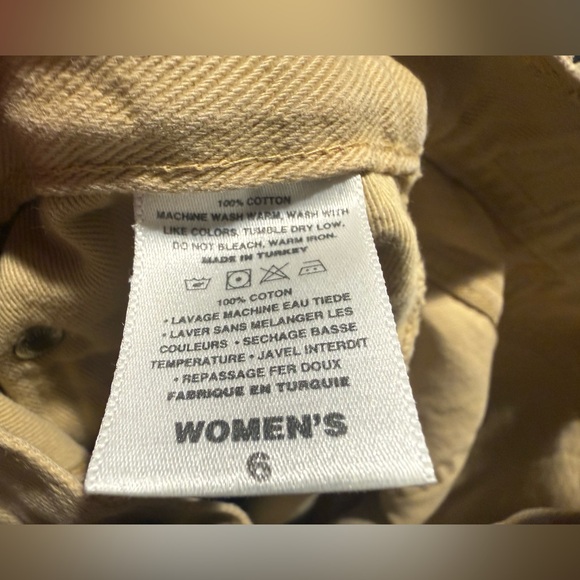 100% COTTON
MACHINE WASH WARM, WASH WITH
LIKE COLORS. TUMBLE DRY LOW.
DO NOT BLEACH. WARM IRON.
MADE IN TURKEY
100% COTON
• LAVAGE MACHINE EAU TIEDE
• LAVER SANS MELANGER LES
COULEURS • SECHAGE BASSE
TEMPERATURE • JAVEL INTERDIT
• REPASSAGE FER DOUX
FABRIQUE EN TURQUIE
WOMEN'S
6